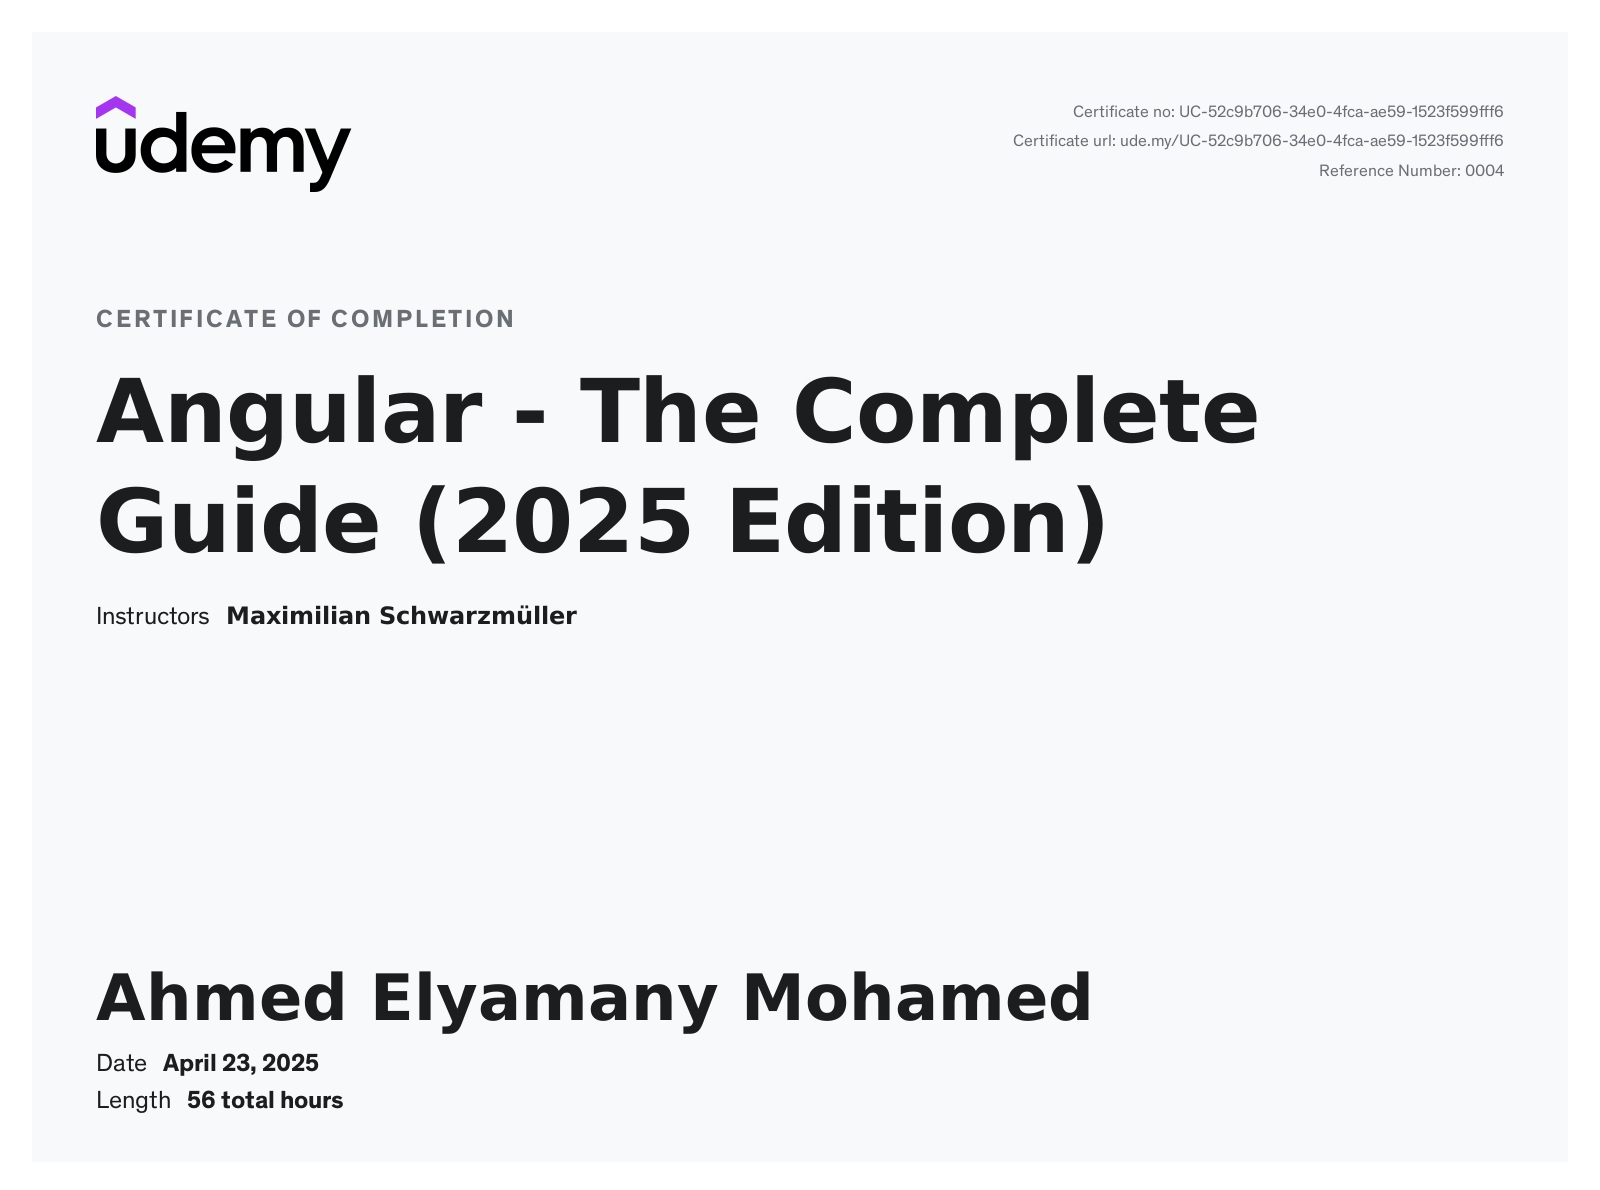 udemy
Certificate no: UC-52c9b706-34e0-4fca-ae59-1523f599fff6
Certificate url: ude.my/UC-52c9b706-34e0-4fca-ae59-1523f599fff6
Reference Number: 0004
CERTIFICATE OF COMPLETION
Angular - The Complete
Guide (2025 Edition)
Instructors Maximilian Schwarzmüller
Ahmed Elyamany Mohamed
Date April 23, 2025
Length 56 total hours